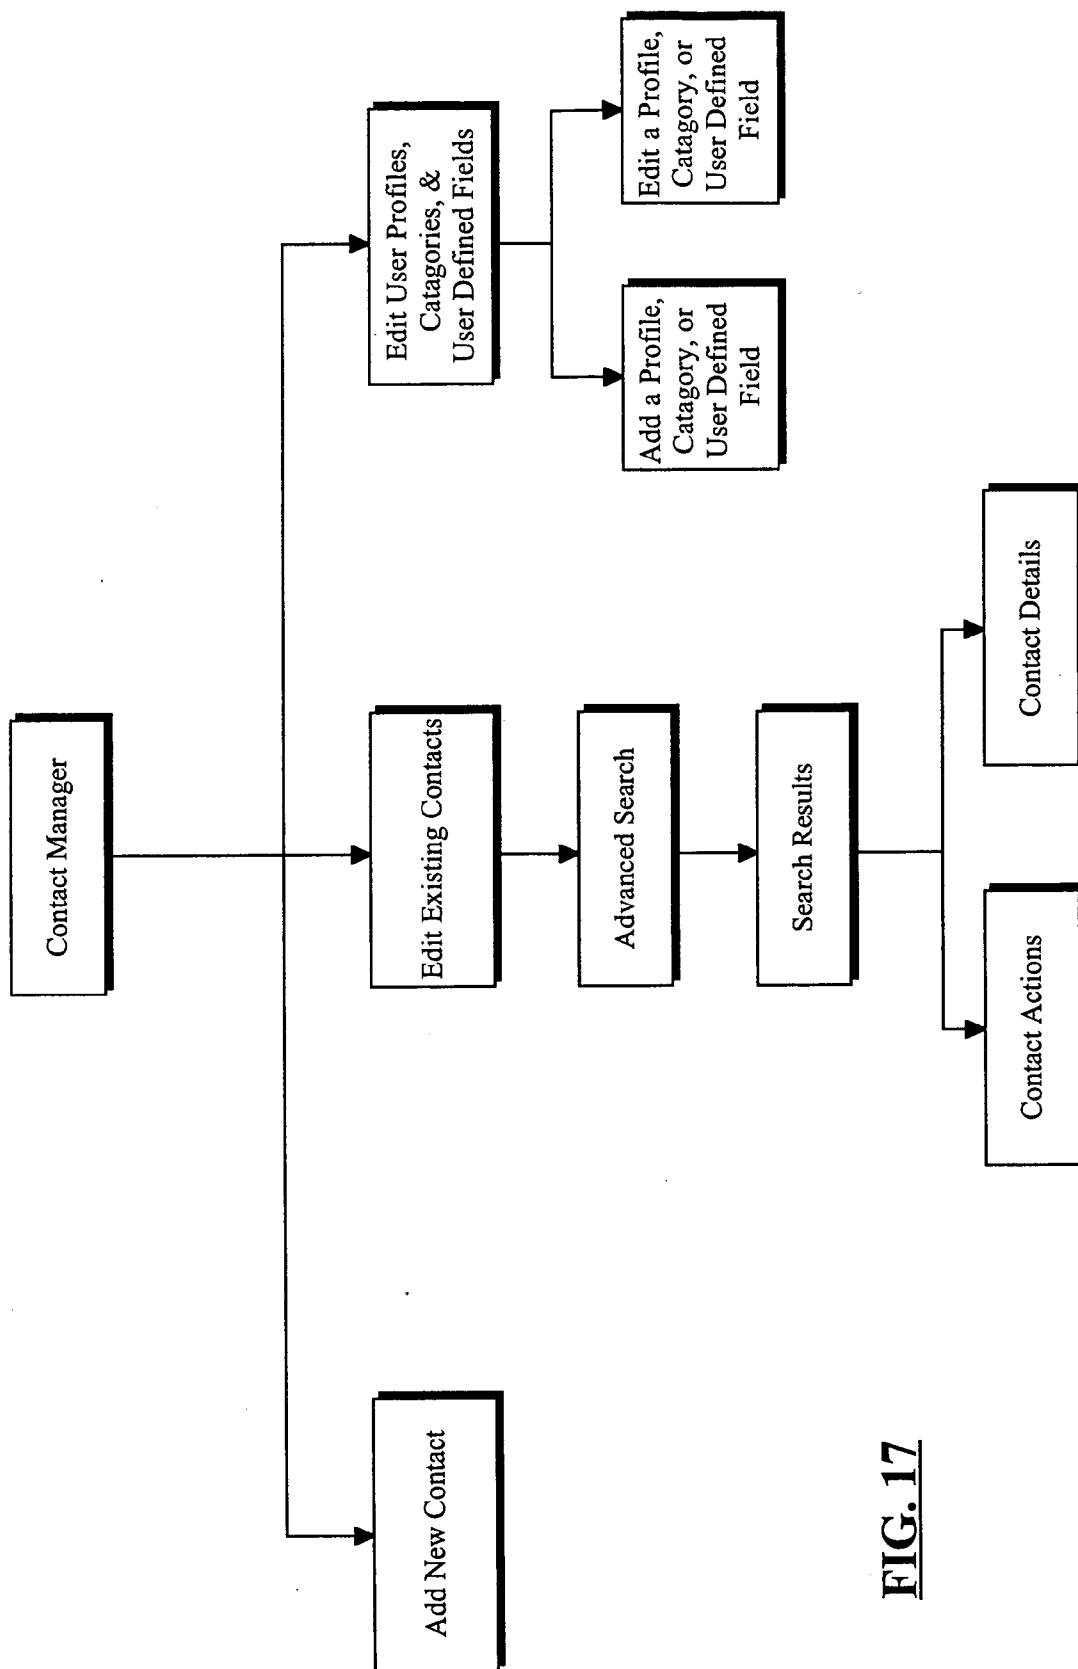 Contact Manager
Add New Contact
Edit Existing Contacts
Edit User Profiles,
Catagories, &
User Defined Fields
Advanced Search
Add a Profile,
Catagory, or
User Defined
Field
Edit a Profile,
Catagory, or
User Defined
Field
Search Results
Contact Actions
Contact Details
FIG. 17